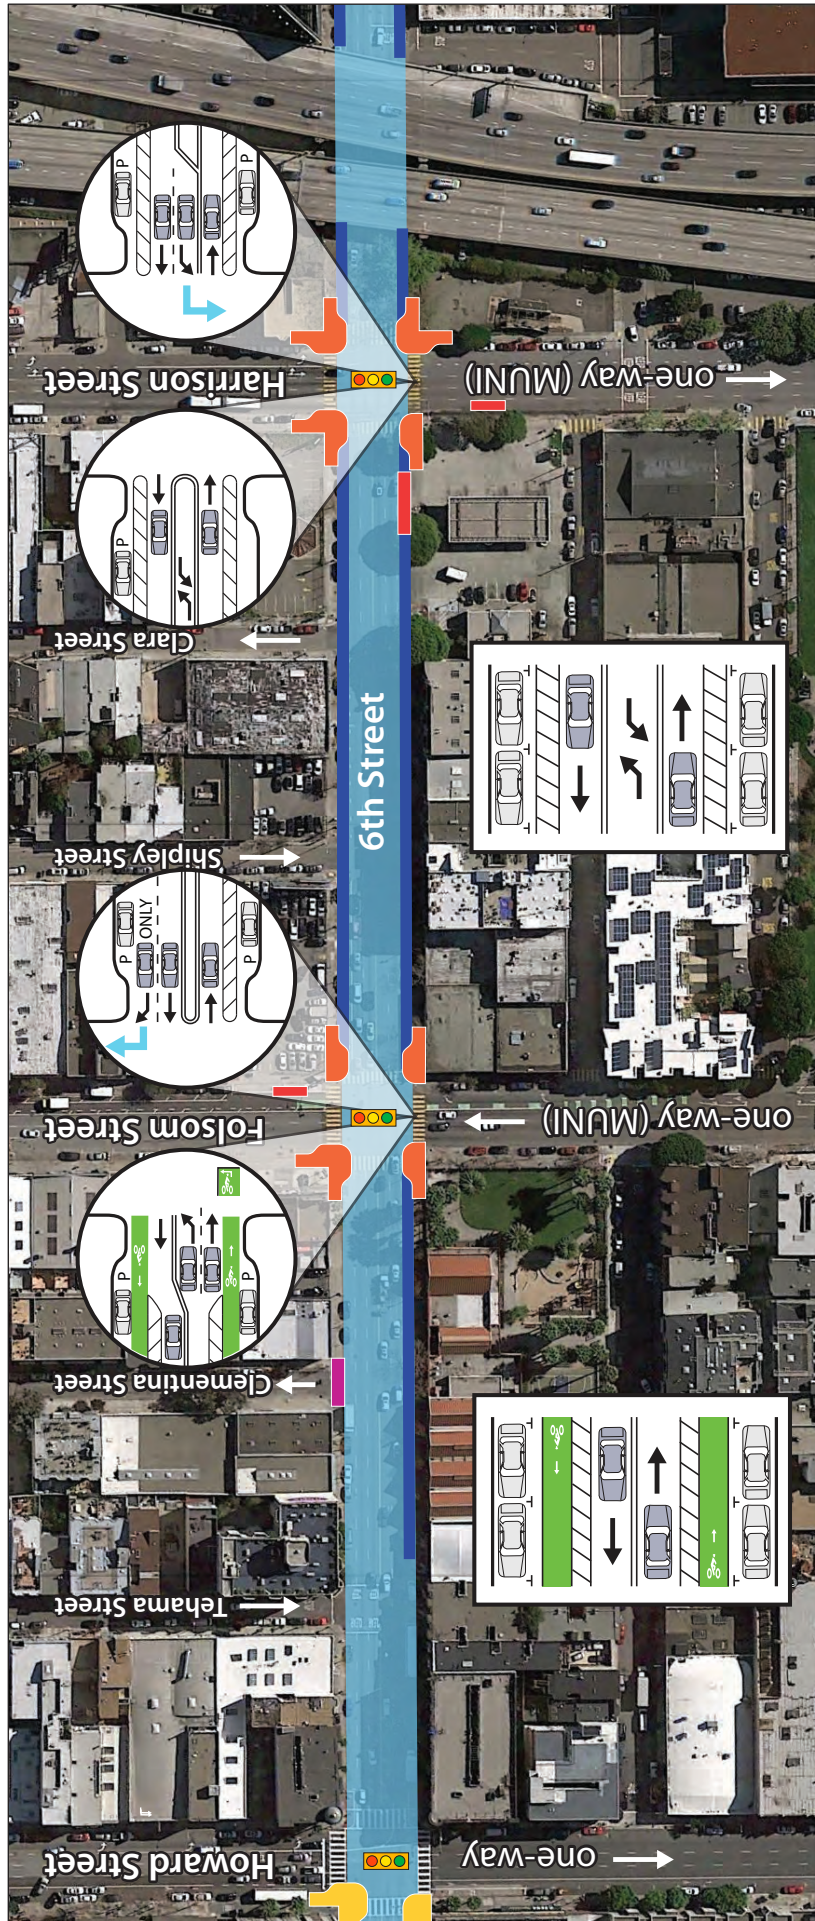 P
P
Harrison Street
one-way (MUNI)
P
Clara Street
6th Street
Shipley Street
P
ONLY
P
Folsom Street
one-way (MUNI)
P
P
Clementina Street
Tehama Street
Howard Street
one-way